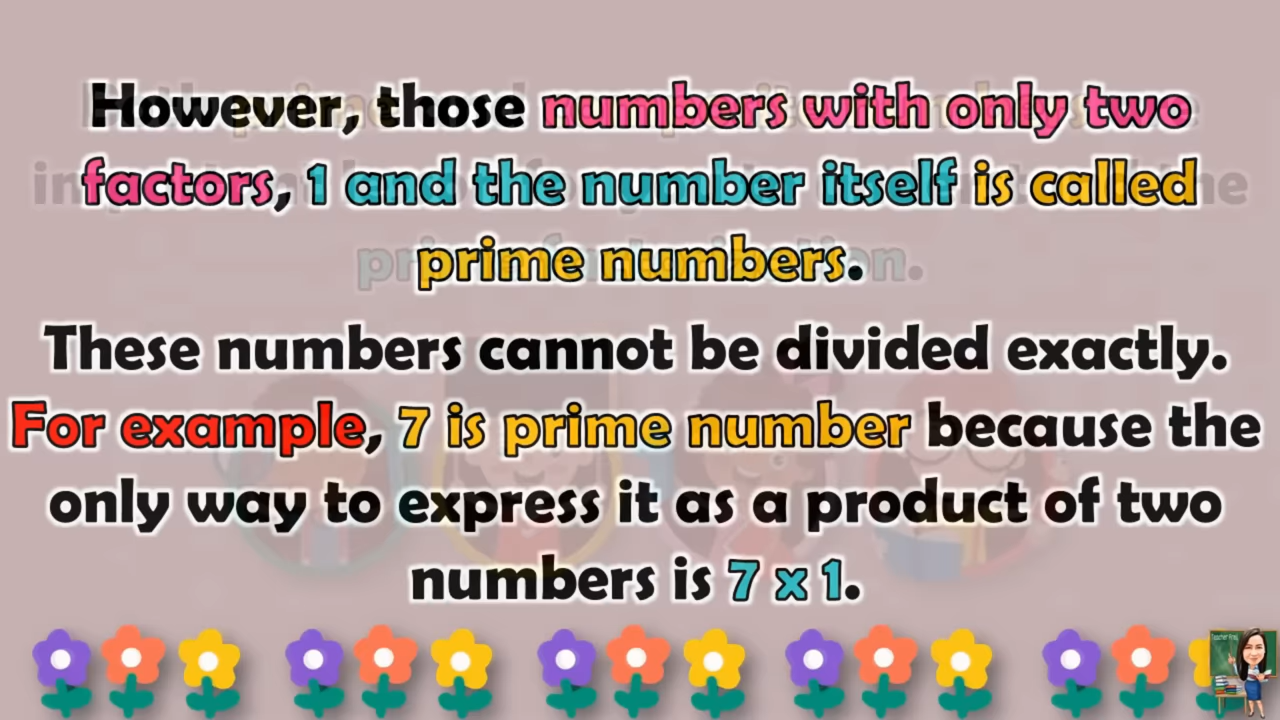 However, those numbers with only two
factors, 1 and the number itself is called
prime numbers.
These numbers cannot be divided exactly.
For example, 7 is prime number because the
only way to express it as a product of two
numbers is 7 x 1.